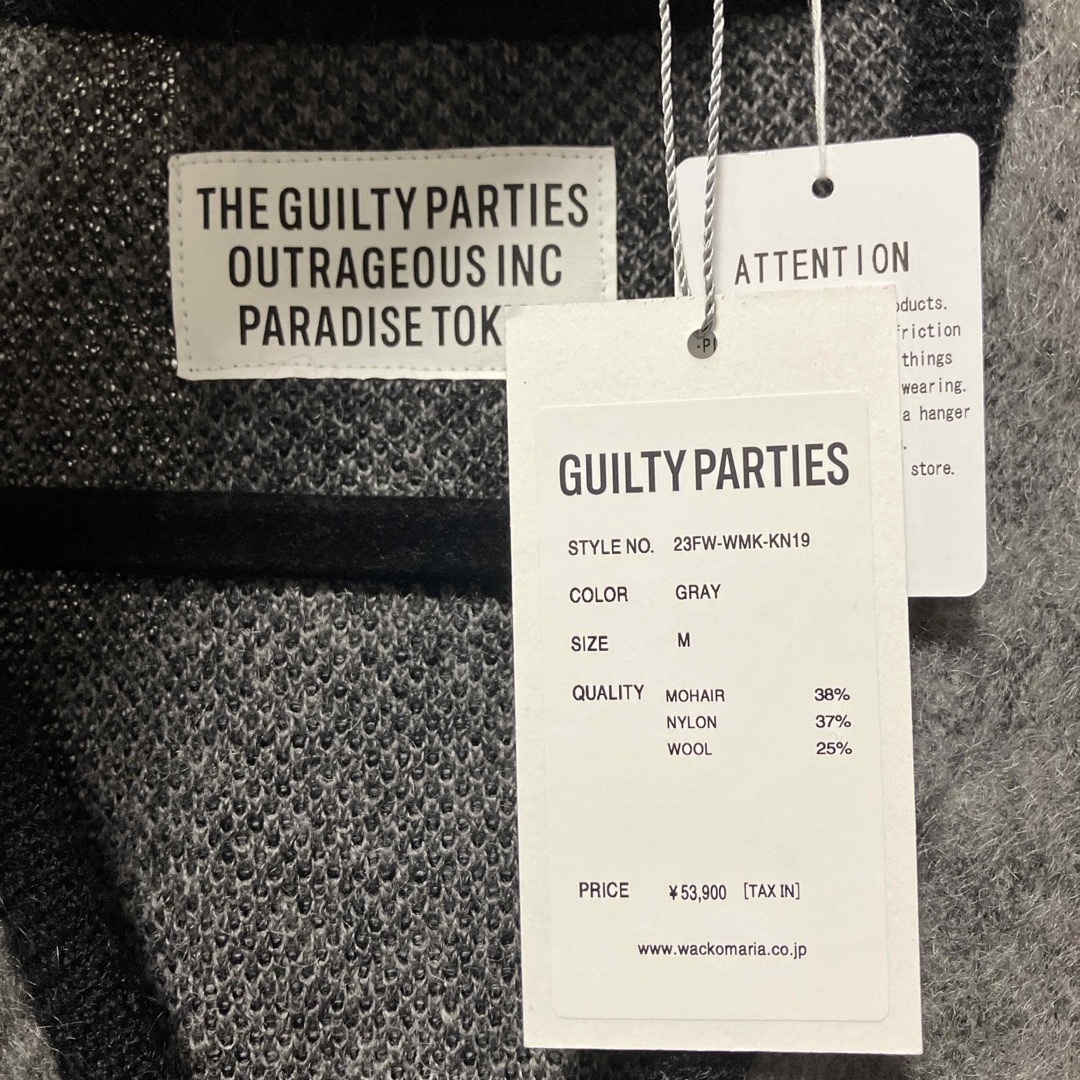 THE GUILTY PARTIES
OUTRAGEOUS INC
PARADISE TOK
ATTENTION
friction
things
wearing.
a hanger
store.
GUILTY PARTIES
STYLE NO. 23FW-WMK-KN19
COLOR GRAY
SIZE M
QUALITY MOHAIR 38%
NYLON 37%
WOOL 25%
PRICE ¥53,900 [TAX IN]
www.wackomaria.co.jp